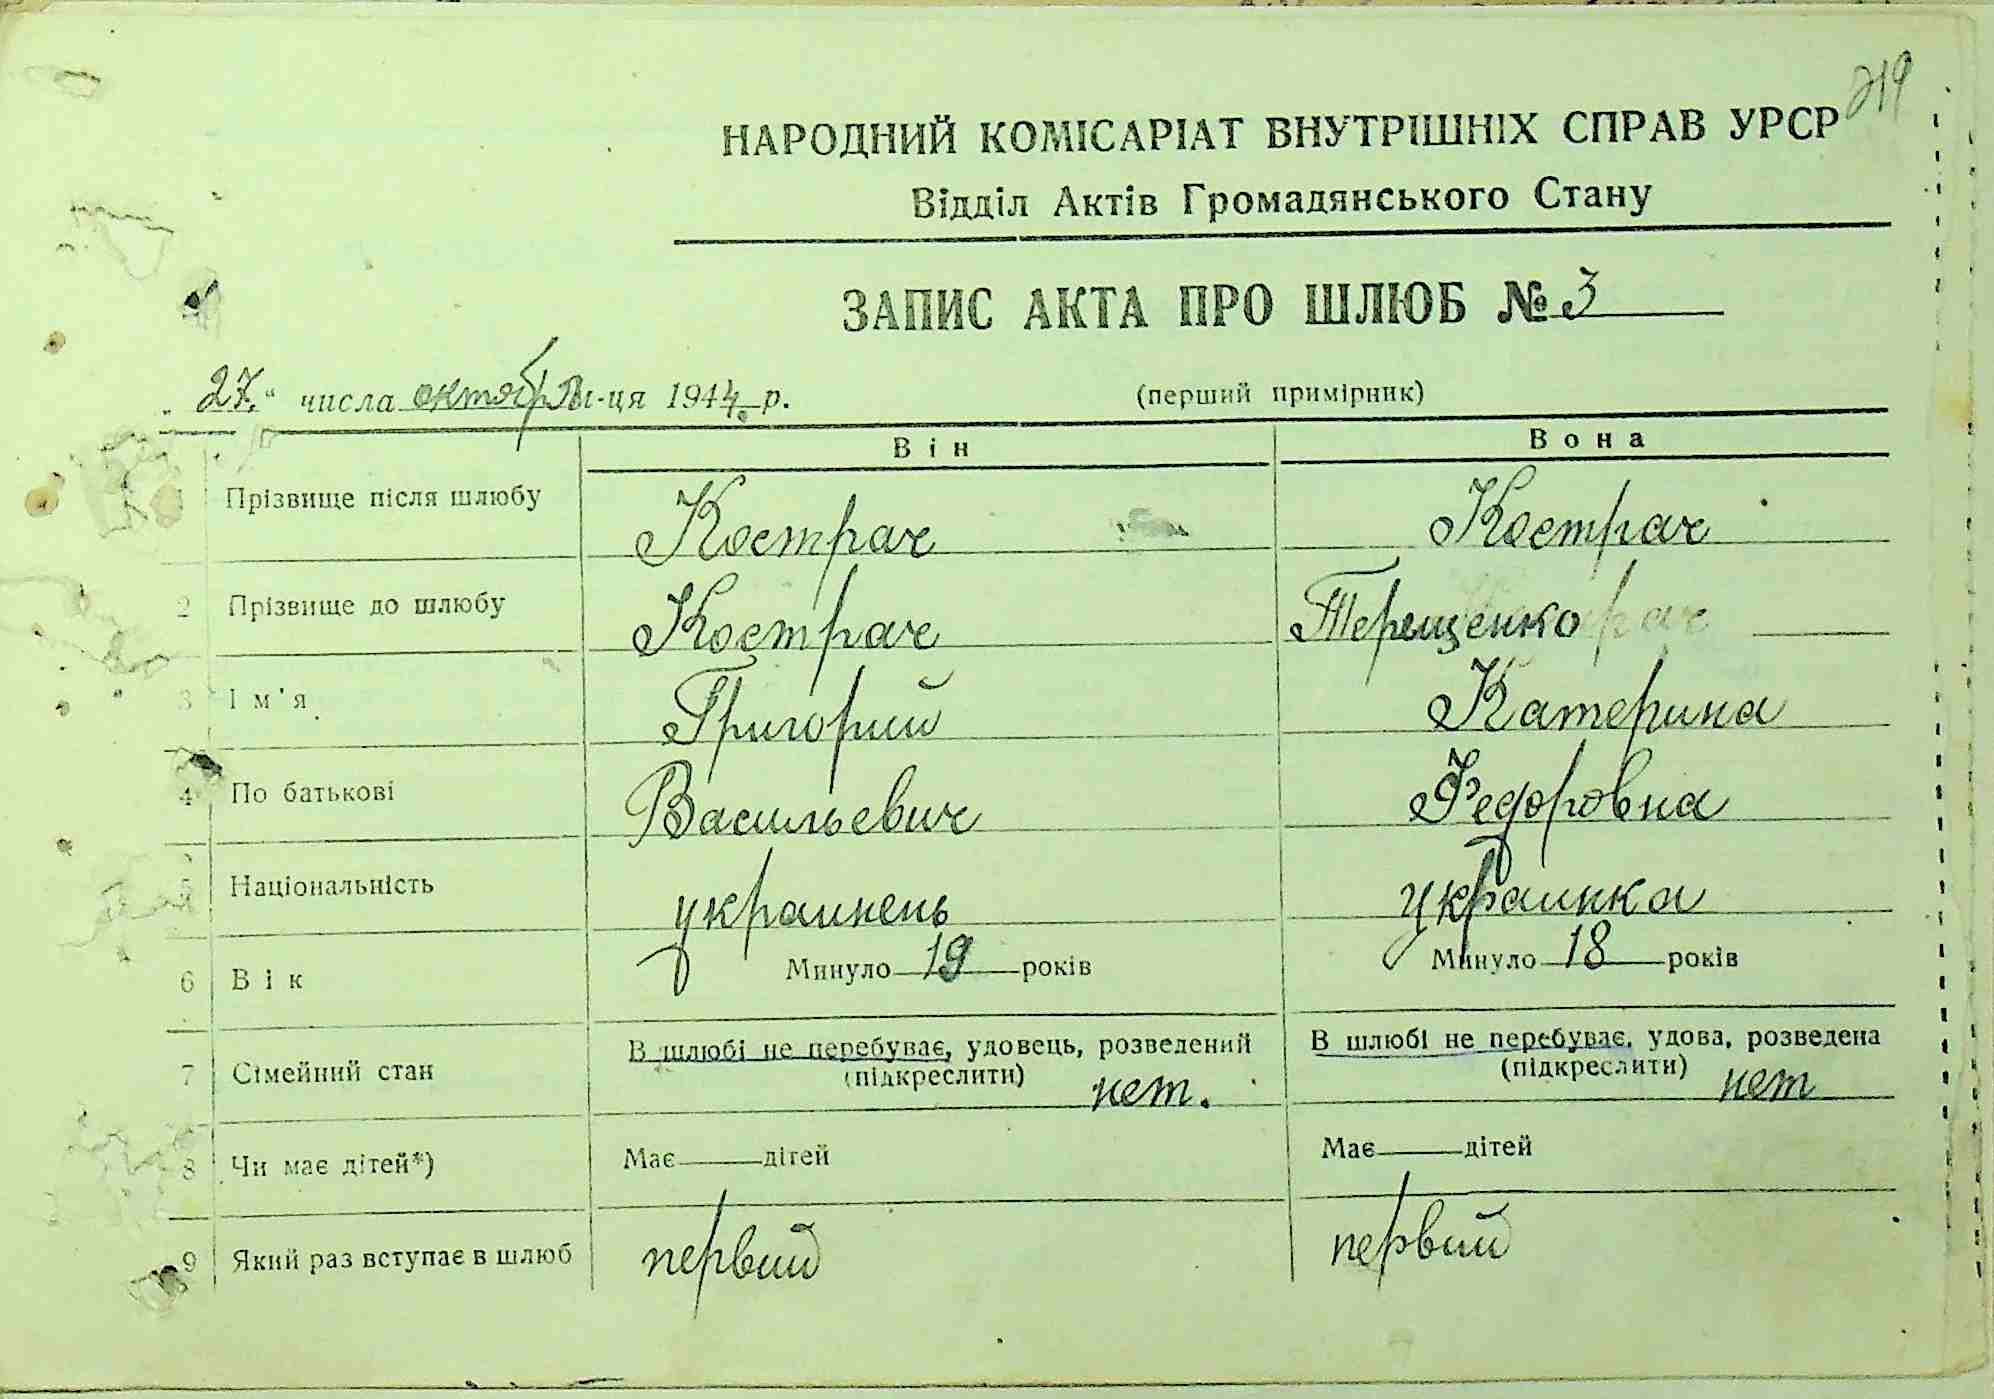 219
НАРОДНИЙ КОМІСАРІАТ ВНУТРІШНІХ СПРАВ УРСР
Відділ Актів Громадянського Стану
ЗАПИС АКТА ПРО ШЛЮБ № 3
„27.“ числа октября м-ця 1944. р. (перший примірник)
Він Вона
1 Прізвище після шлюбу Кострач Кострач
2 Прізвище до шлюбу Кострач Терещенко
3 Ім'я Григорий Катерина
4 По батькові Васильевич Федоровна
5 Національність украинень украинка
6 Вік Минуло 19 років Минуло 18 років
7 Сімейний стан В шлюбі не перебуває, удовець, розведений (підкреслити) нет. В шлюбі не перебуває, удова, розведена (підкреслити) нет
8 Чи має дітей*) Має дітей Має дітей
9 Який раз вступає в шлюб первий первий